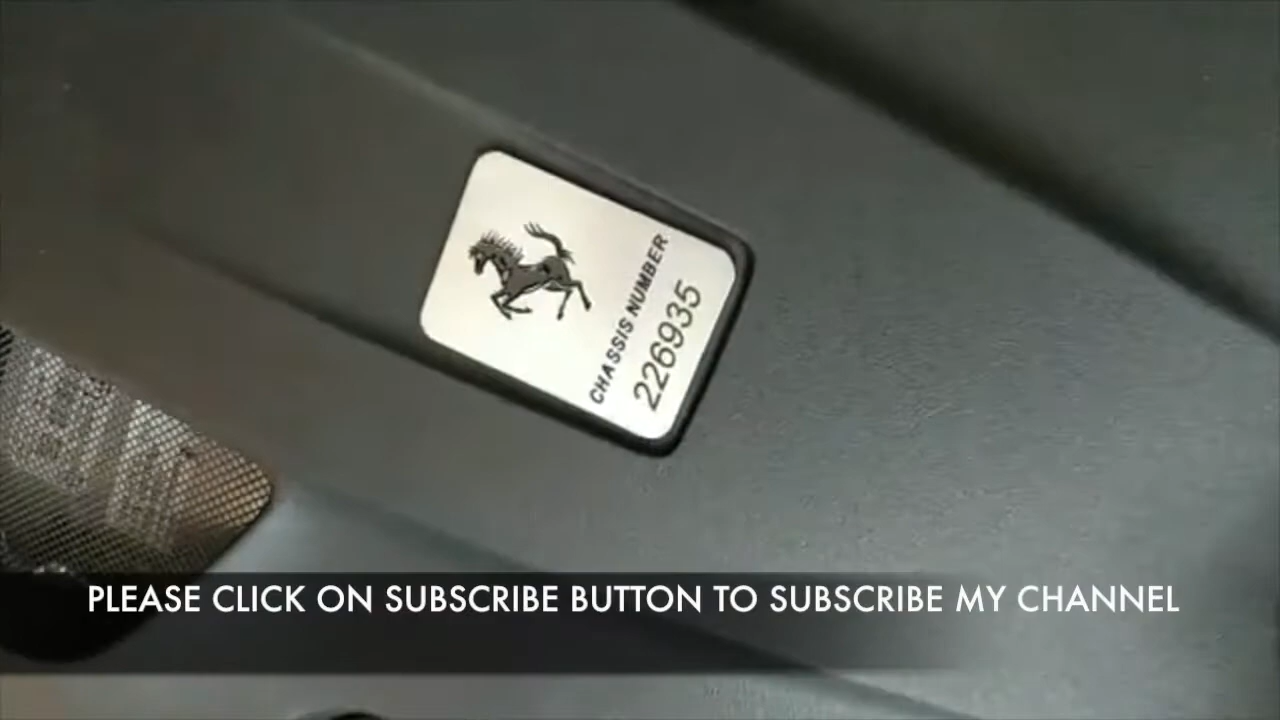 CHASSIS NUMBER
226935
PLEASE CLICK ON SUBSCRIBE BUTTON TO SUBSCRIBE MY CHANNEL